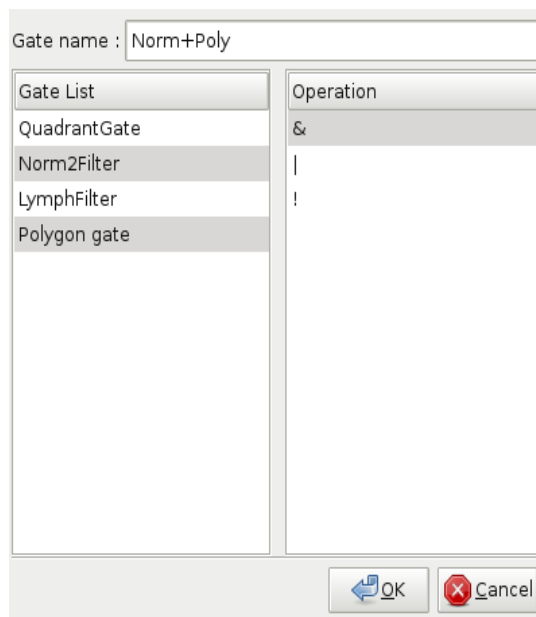 Gate name : Norm+Poly
Gate List Operation
QuadrantGate &
Norm2Filter |
LymphFilter !
Polygon gate
OK Cancel